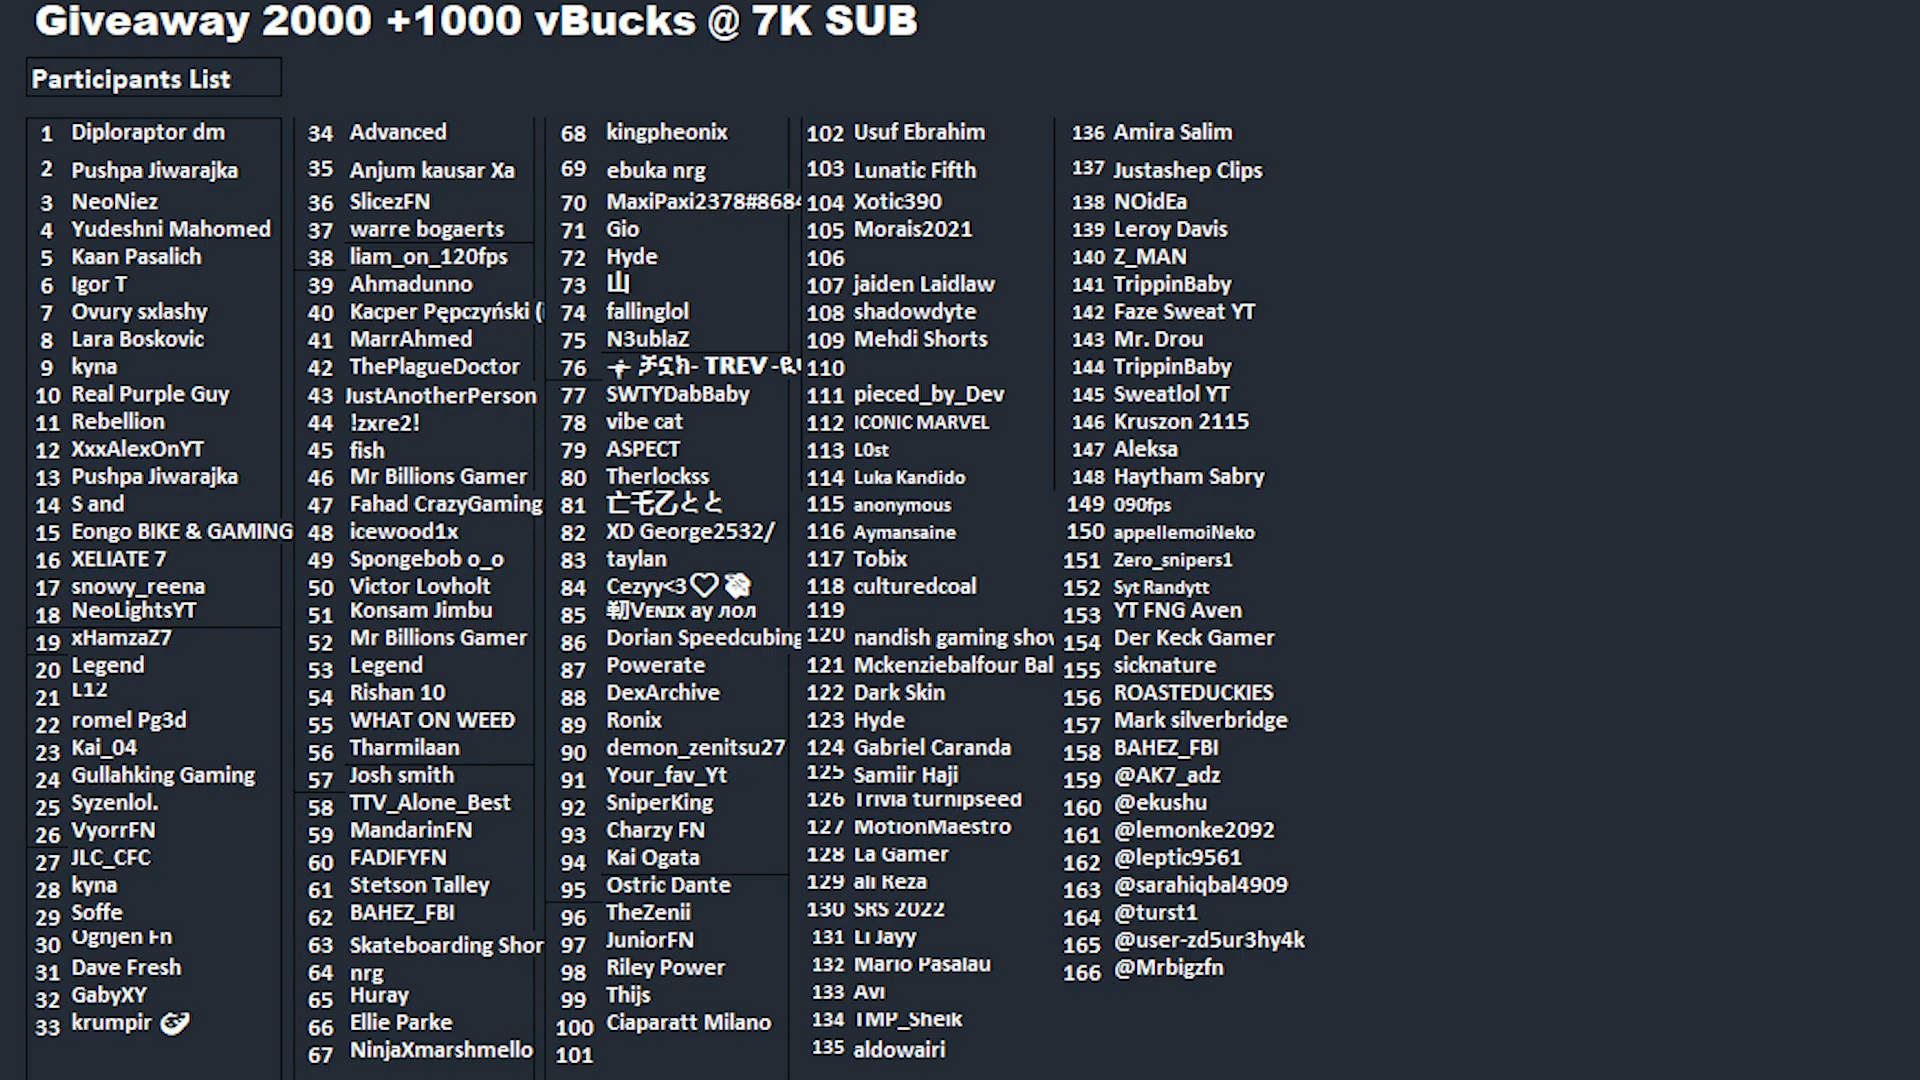 Giveaway 2000 +1000 vBucks @ 7K SUB
Participants List
1 Diploraptor dm
2 Pushpa Jiwarajka
3 NeoNiez
4 Yudeshni Mahomed
5 Kaan Pasalich
6 Igor T
7 Ovury sxlashy
8 Lara Boskovic
9 kyna
10 Real Purple Guy
11 Rebellion
12 XxxAlexOnYT
13 Pushpa Jiwarajka
14 S and
15 Eongo BIKE & GAMING
16 XELIATE 7
17 snowy_reena
18 NeoLightsYT
19 xHamzaZ7
20 Legend
21 L12
22 romel Pg3d
23 Kai_04
24 Gullahking Gaming
25 Syzenlol.
26 VyorrFN
27 JLC_CFC
28 kyna
29 Soffe
30 Ognjen Fn
31 Dave Fresh
32 GabyXY
33 krumpir
34 Advanced
35 Anjum kausar Xa
36 SlicezFN
37 warre bogaerts
38 liam_on_120fps
39 Ahmadunno
40 Kacper Pępczyński (
41 MarrAhmed
42 ThePlagueDoctor
43 JustAnotherPerson
44 !zxre2!
45 fish
46 Mr Billions Gamer
47 Fahad CrazyGaming
48 icewood1x
49 Spongebob o_o
50 Victor Lovholt
51 Konsam Jimbu
52 Mr Billions Gamer
53 Legend
54 Rishan 10
55 WHAT ON WEEĐ
56 Tharmilaan
57 Josh smith
58 TTV_Alone_Best
59 MandarinFN
60 FADIFYFN
61 Stetson Talley
62 BAHEZ_FBI
63 Skateboarding Shor
64 nrg
65 Huray
66 Ellie Parke
67 NinjaXmarshmello
68 kingpheonix
69 ebuka nrg
70 MaxiPaxi2378#8684
71 Gio
72 Hyde
73 山
74 fallinglol
75 N3ublaZ
76 TREV
77 SWTYDabBaby
78 vibe cat
79 ASPECT
80 Therlockss
81 亡乇乙とと
82 XD George2532/
83 taylan
84 Cezyy<3♡
85 Vᴇɴɪx ay лол
86 Dorian Speedcubing
87 Powerate
88 DexArchive
89 Ronix
90 demon_zenitsu27
91 Your_fav_Yt
92 SniperKing
93 Charzy FN
94 Kai Ogata
95 Ostric Dante
96 TheZenii
97 JuniorFN
98 Riley Power
99 Thijs
100 Ciaparatt Milano
101
102 Usuf Ebrahim
103 Lunatic Fifth
104 Xotic390
105 Morais2021
106
107 jaiden Laidlaw
108 shadowdyte
109 Mehdi Shorts
110
111 pieced_by_Dev
112 ICONIC MARVEL
113 L0st
114 Luka Kandido
115 anonymous
116 Aymansaine
117 Tobix
118 culturedcoal
119
120 nandish gaming show
121 Mckenziebalfour Bal
122 Dark Skin
123 Hyde
124 Gabriel Caranda
125 Samiir Haji
126 Trivia turnipseed
127 MotionMaestro
128 La Gamer
129 ali Reza
130 SRS 2022
131 Li Jayy
132 Mario Pasalau
133 Avi
134 TMP_Sheik
135 aldowairi
136 Amira Salim
137 Justashep Clips
138 NOidEa
139 Leroy Davis
140 Z_MAN
141 TrippinBaby
142 Faze Sweat YT
143 Mr. Drou
144 TrippinBaby
145 Sweatlol YT
146 Kruszon 2115
147 Aleksa
148 Haytham Sabry
149 090fps
150 appellemoiNeko
151 Zero_snipers1
152 Syt Randytt
153 YT FNG Aven
154 Der Keck Gamer
155 sicknature
156 ROASTEDUCKIES
157 Mark silverbridge
158 BAHEZ_FBI
159 @AK7_adz
160 @ekushu
161 @lemonke2092
162 @leptic9561
163 @sarahiqbal4909
164 @turst1
165 @user-zd5ur3hy4k
166 @Mrbigzfn